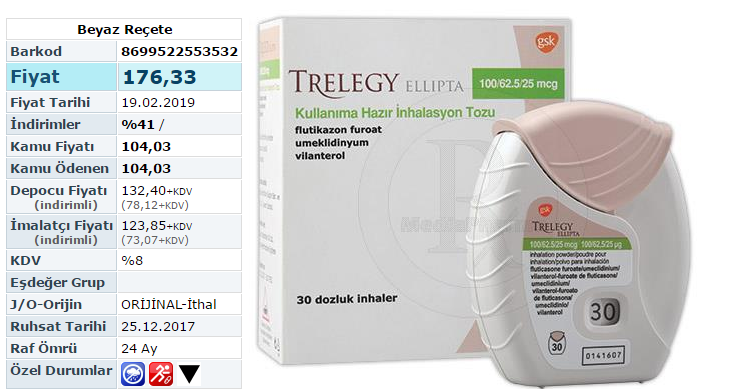 Beyaz Reçete
Barkod 8699522553532
Fiyat 176,33
Fiyat Tarihi 19.02.2019
İndirimler %41 /
Kamu Fiyatı 104,03
Kamu Ödenen 104,03
Depocu Fiyatı 132,40+KDV
(indirimli) (78,12+KDV)
İmalatçı Fiyatı 123,85+KDV
(indirimli) (73,07+KDV)
KDV %8
Eşdeğer Grup
J/O-Orijin ORİJİNAL-İthal
Ruhsat Tarihi 25.12.2017
Raf Ömrü 24 Ay
Özel Durumlar
gsk
TRELEGY ELLIPTA 100/62.5/25 mcg
Kullanıma Hazır İnhalasyon Tozu
flutikazon furoat
umeklidinyum
vilanterol
30 dozluk inhaler
gsk
TRELEGY
ELLIPTA
100/62.5/25 mcg 100/62.5/25 µg
inhalation powder/poudre pour
inhalation/polvo para inhalación
fluticasone furoate/umeclidinium/
vilanterol-furoate de fluticasone/
umeclidinium/
vilanterol-furoato de fluticasona/
umeclidinio/
vilanterol
30
30
0141607